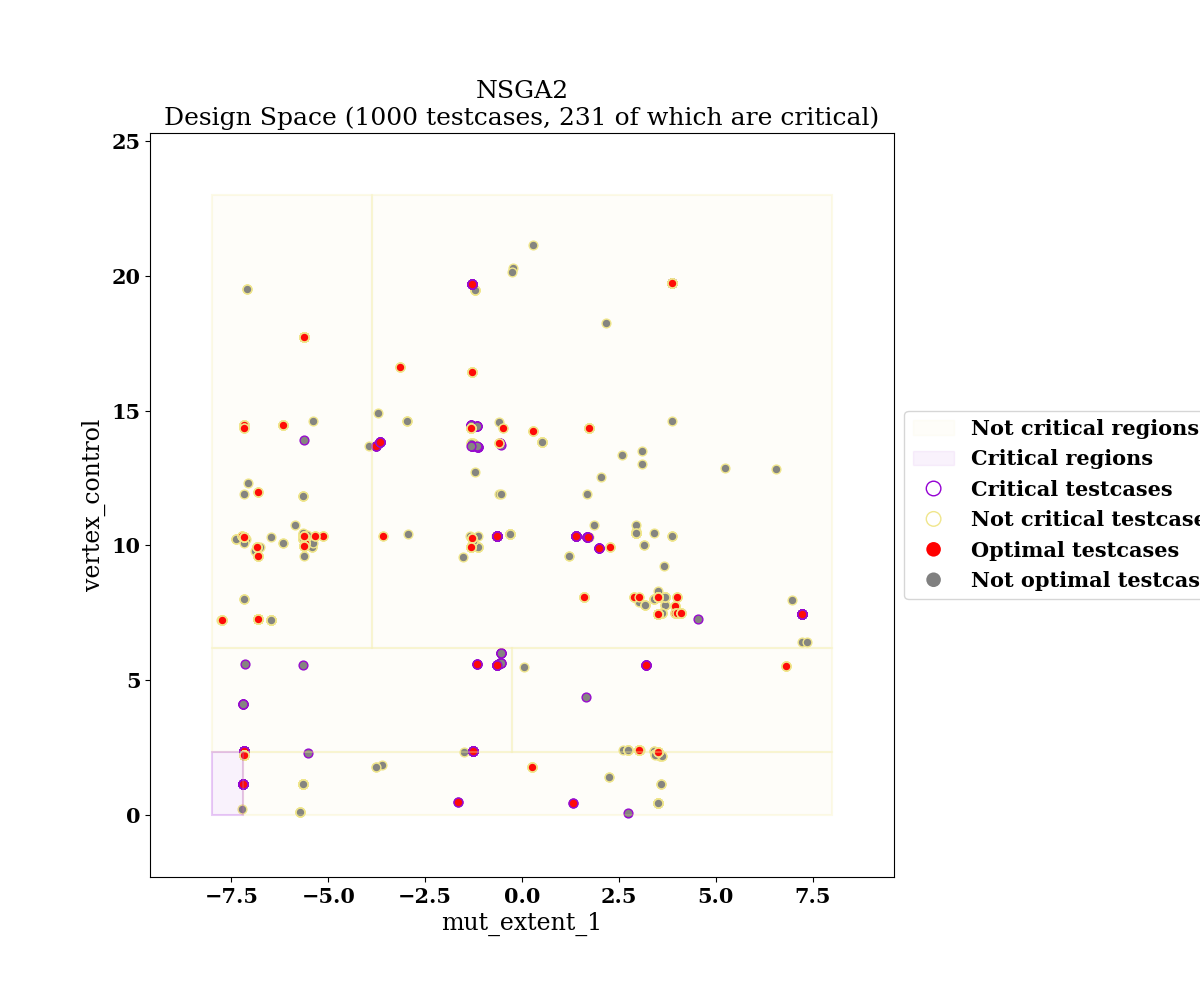 NSGA2
Design Space (1000 testcases, 231 of which are critical)
25
20
15
10
5
0
vertex_control
−7.5
−5.0
−2.5
0.0
2.5
5.0
7.5
mut_extent_1
Not critical regions
Critical regions
Critical testcases
Not critical testcase
Optimal testcases
Not optimal testcas